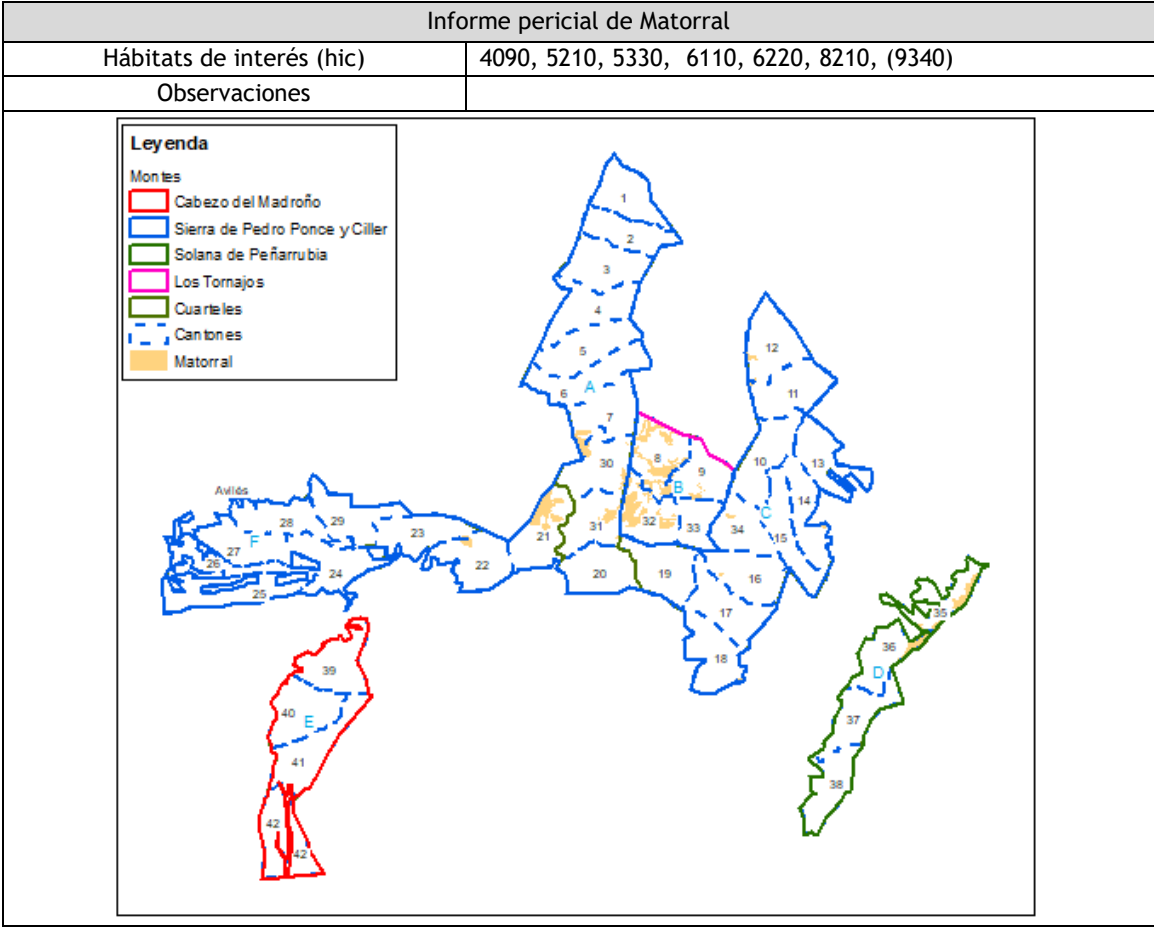 Informe pericial de Matorral
Hábitats de interés (hic) 4090, 5210, 5330, 6110, 6220, 8210, (9340)
Observaciones
Leyenda
Montes
Cabezo del Madroño
Sierra de Pedro Ponce y Ciller
Solana de Peñarrubia
Los Tornajos
Cuarteles
Cantones
Matorral
1
2
3
4
5
6 A
7
12
11
8
9
10
13
30
B
14
Avilés
28
29
23
21
31
32
33
34
C
15
27
F
26
24
25
22
20
19
16
17
18
35
36
D
37
38
39
40
E
41
42
42